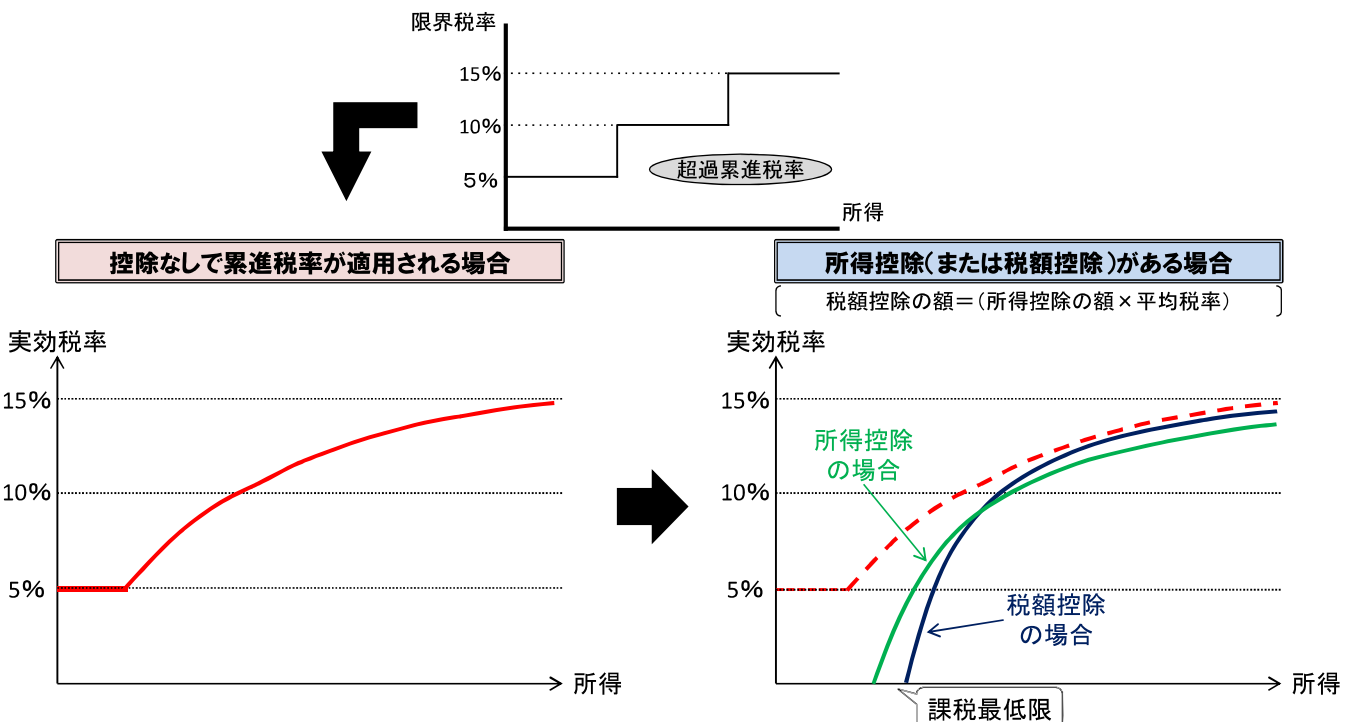 限界税率
15%
10%
5%
超過累進税率
所得
控除なしで累進税率が適用される場合
実効税率
15%
10%
5%
所得
所得控除(または税額控除)がある場合
税額控除の額=(所得控除の額×平均税率)
実効税率
15%
所得控除
の場合
10%
5%
税額控除
の場合
所得
課税最低限